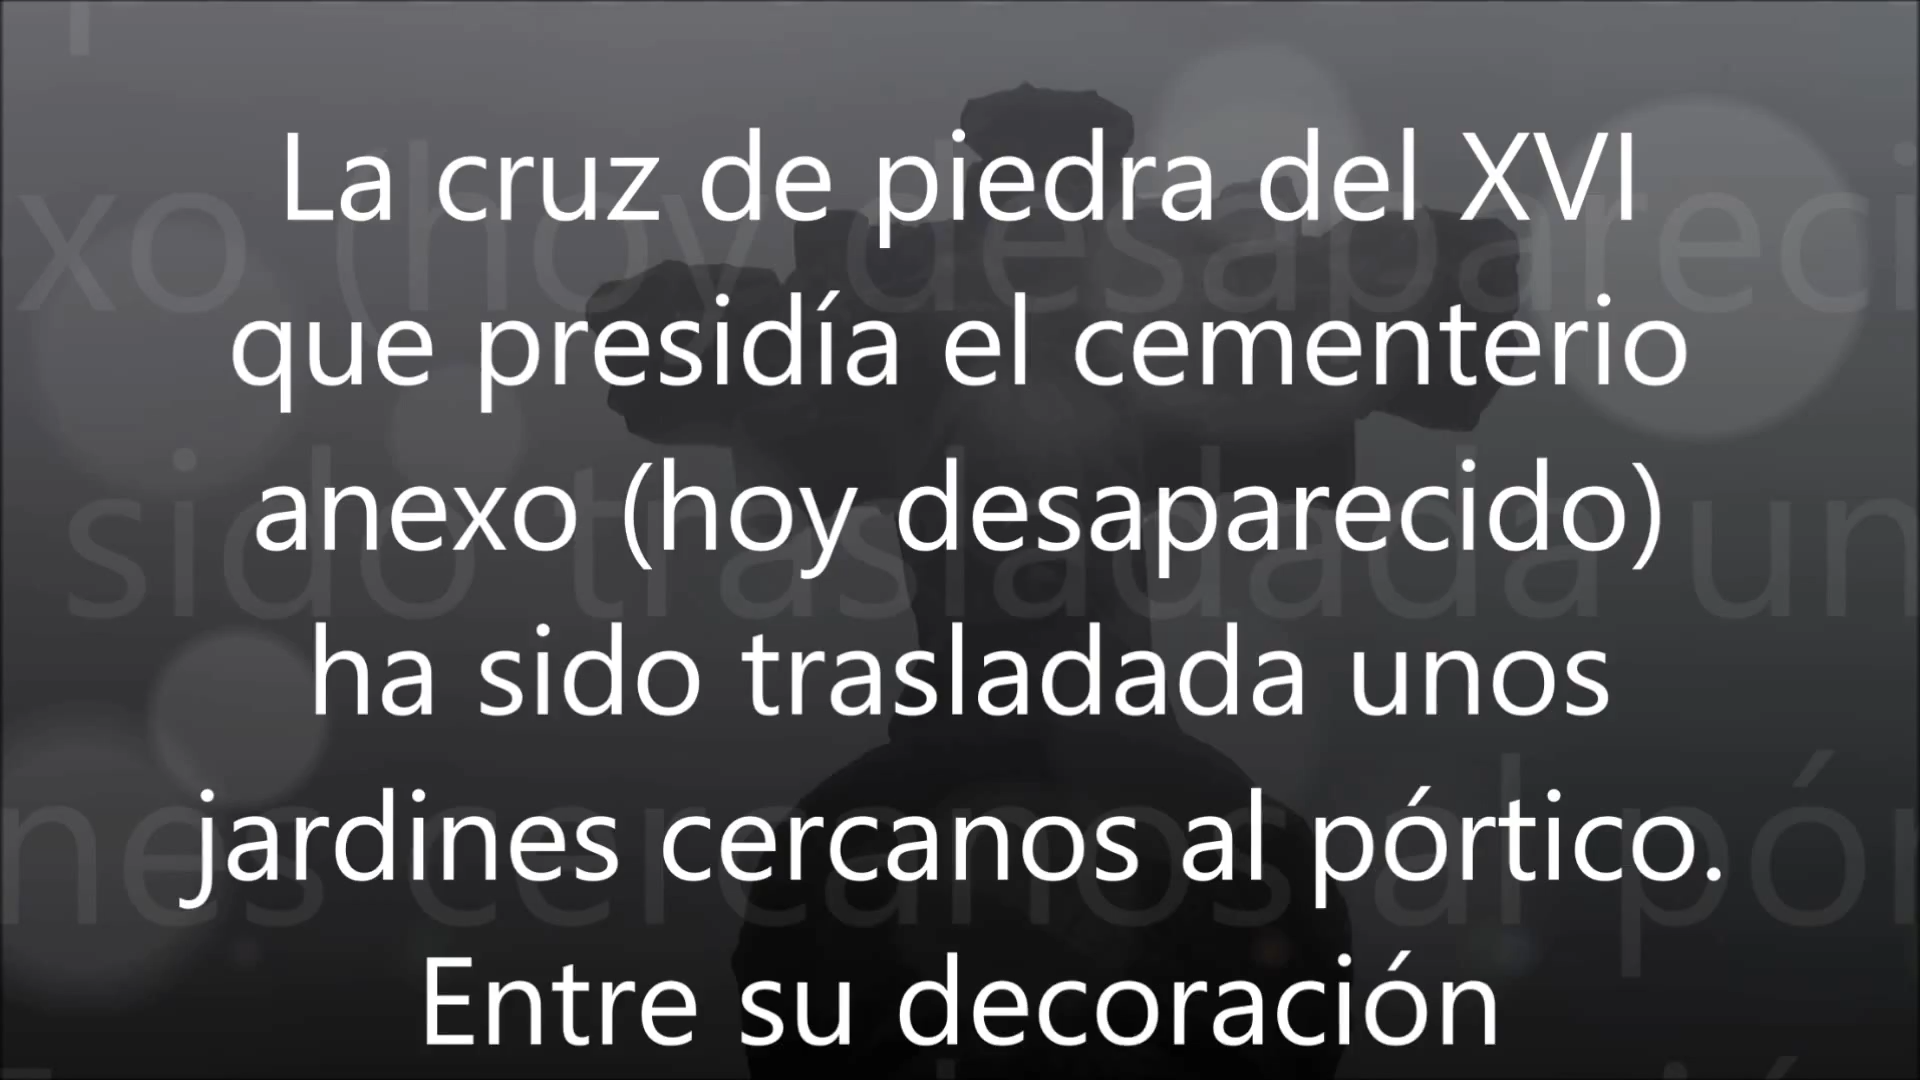 La cruz de piedra del XVI
que presidía el cementerio
anexo (hoy desaparecido)
ha sido trasladada unos
jardines cercanos al pórtico.
Entre su decoración